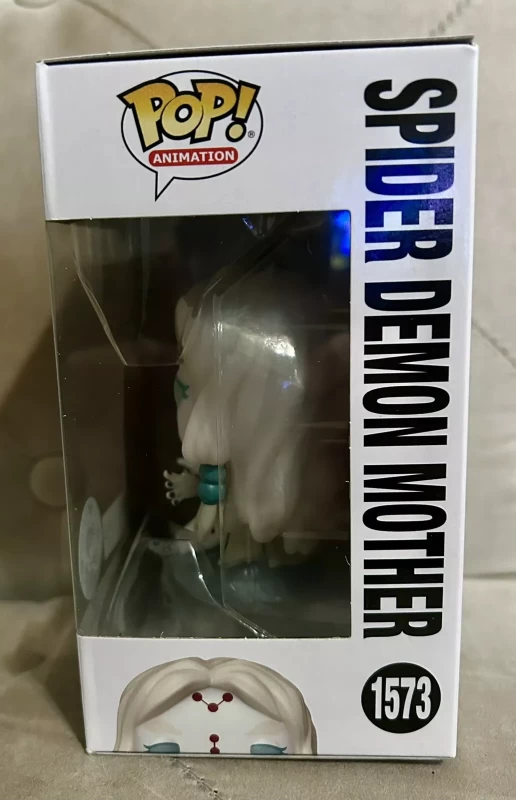 POP!
ANIMATION
SPIDER DEMON MOTHER
1573